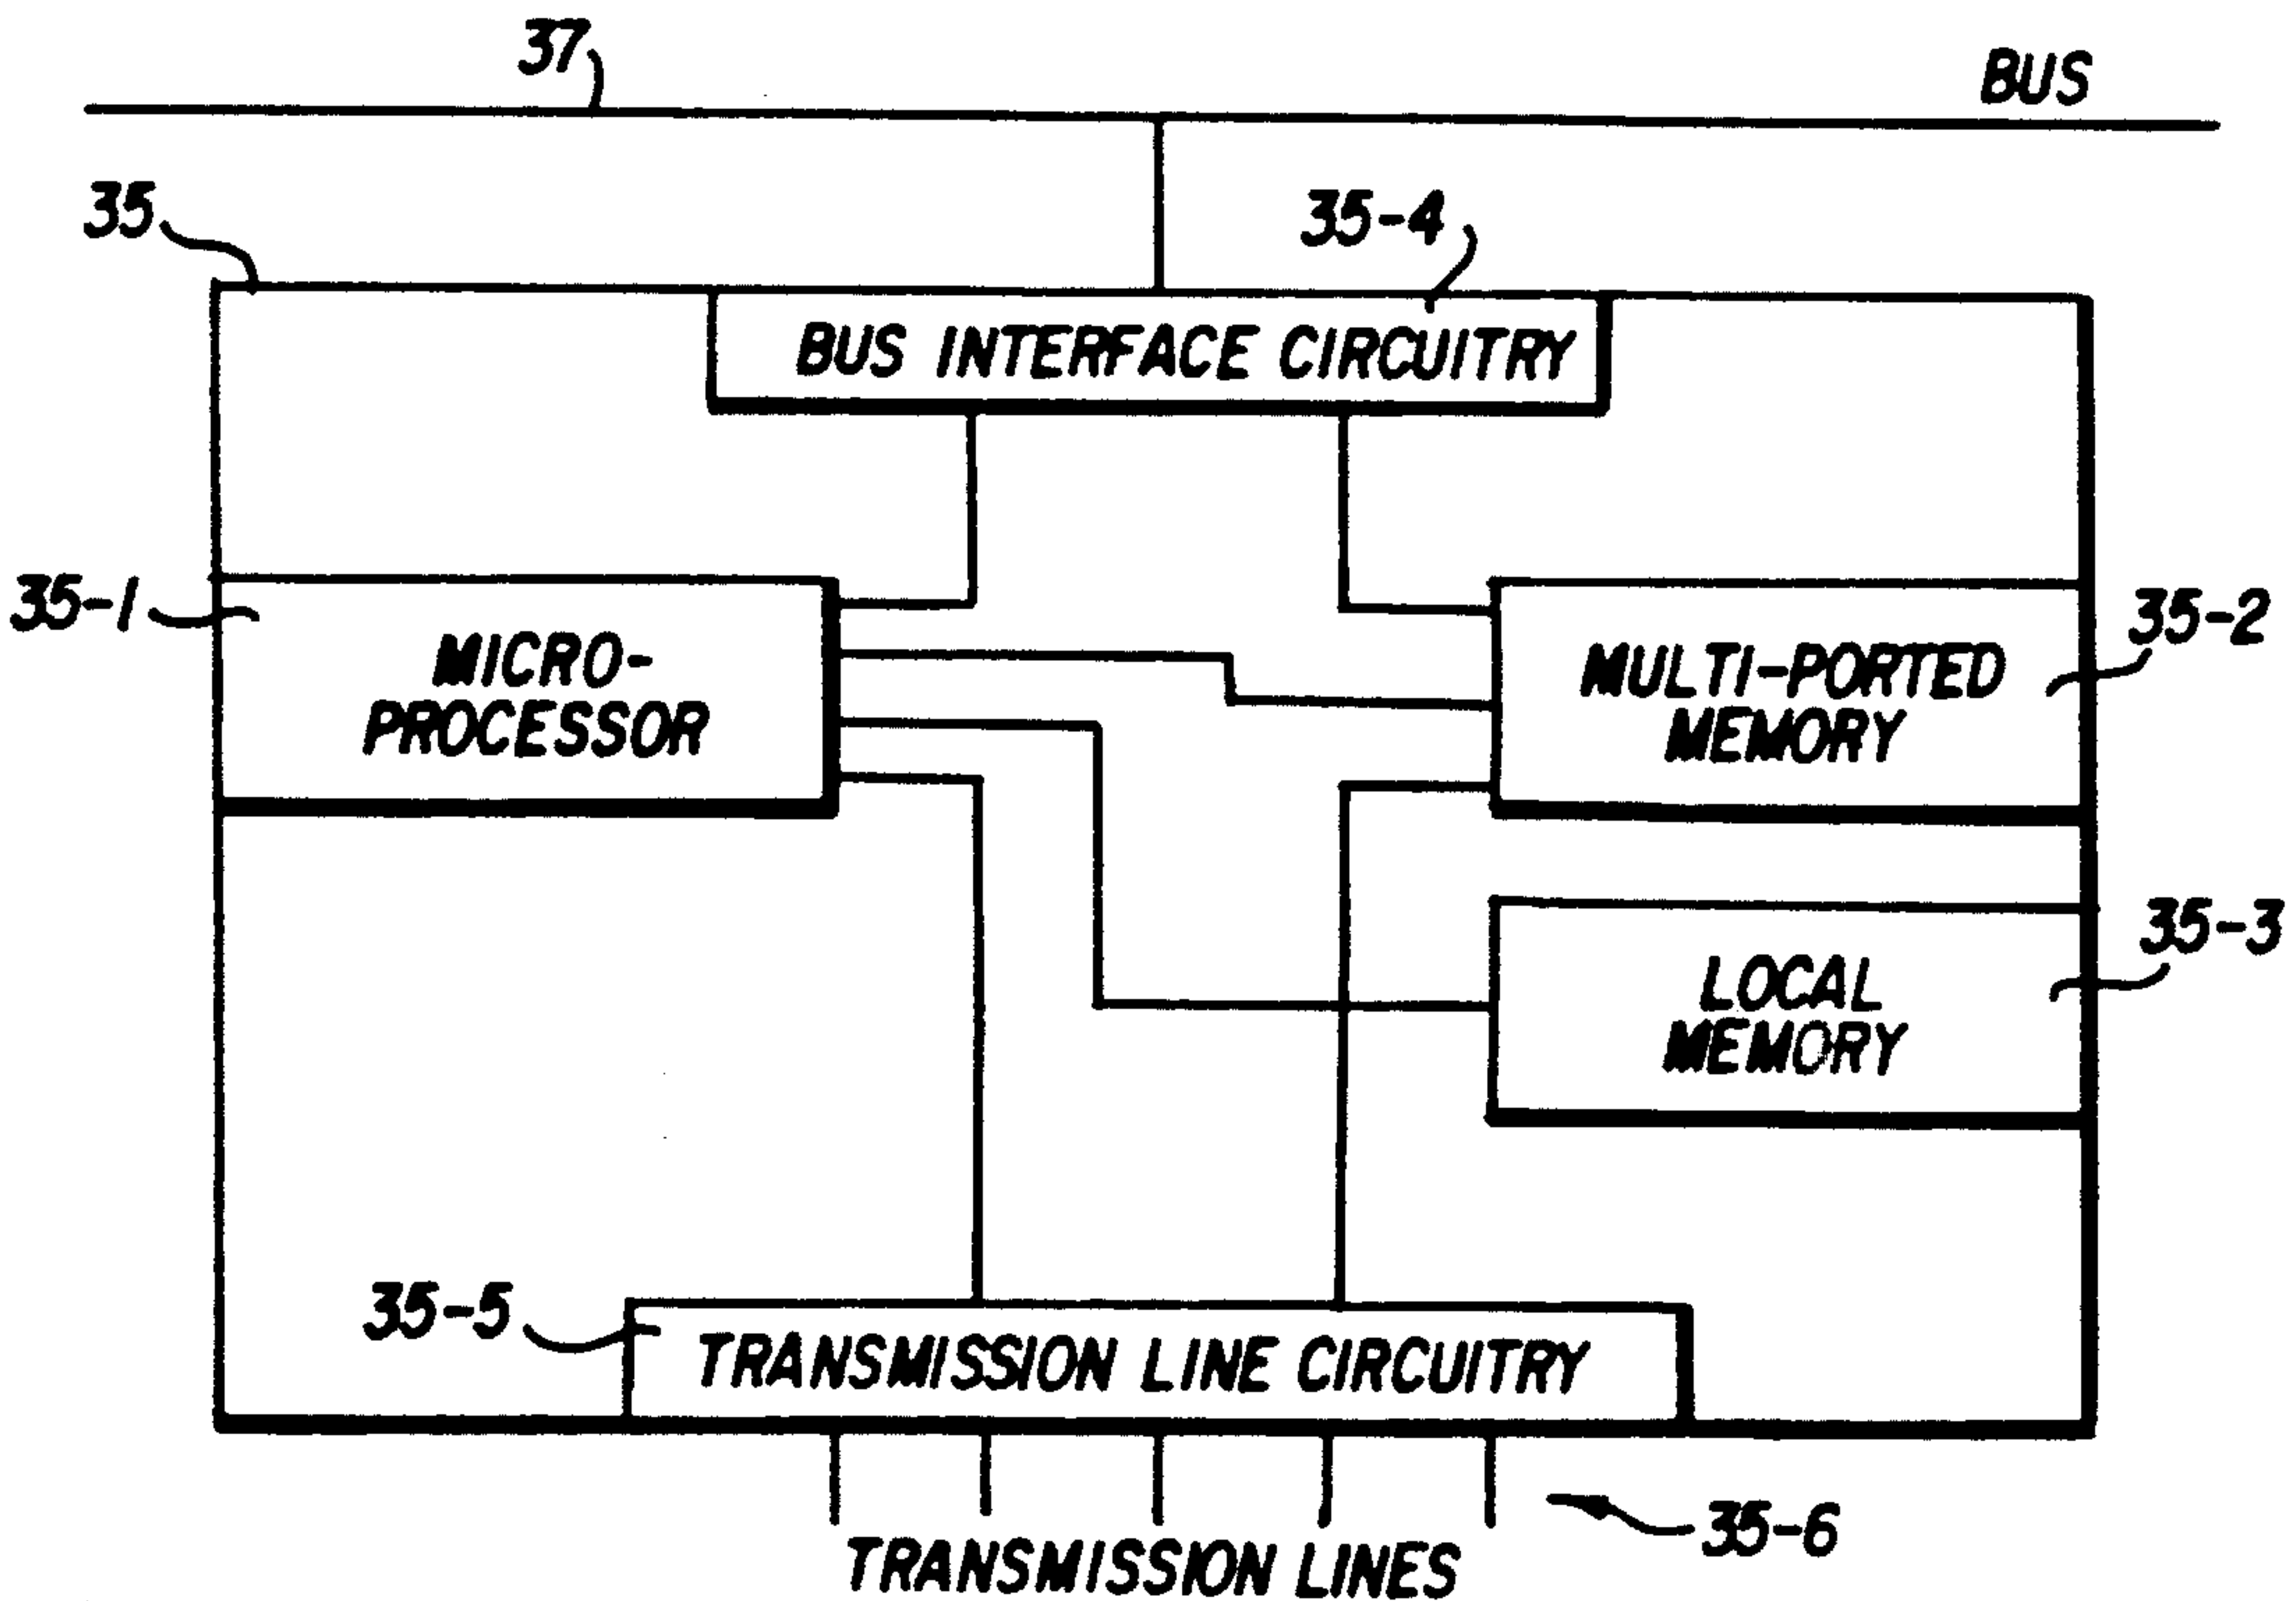 37
BUS
35
35-4
BUS INTERFACE CIRCUITRY
35-1
MICRO-
PROCESSOR
35-2
MULTI-PORTED
MEMORY
35-3
LOCAL
MEMORY
35-5
TRANSMISSION LINE CIRCUITRY
TRANSMISSION LINES
35-6